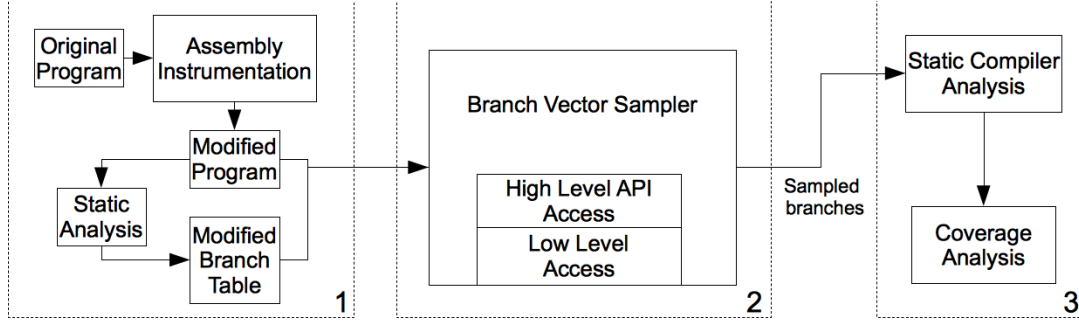 Original
Program
Assembly
Instrumentation
Modified
Program
Static
Analysis
Modified
Branch
Table
1
Branch Vector Sampler
High Level API
Access
Low Level
Access
2
Sampled
branches
Static Compiler
Analysis
Coverage
Analysis
3